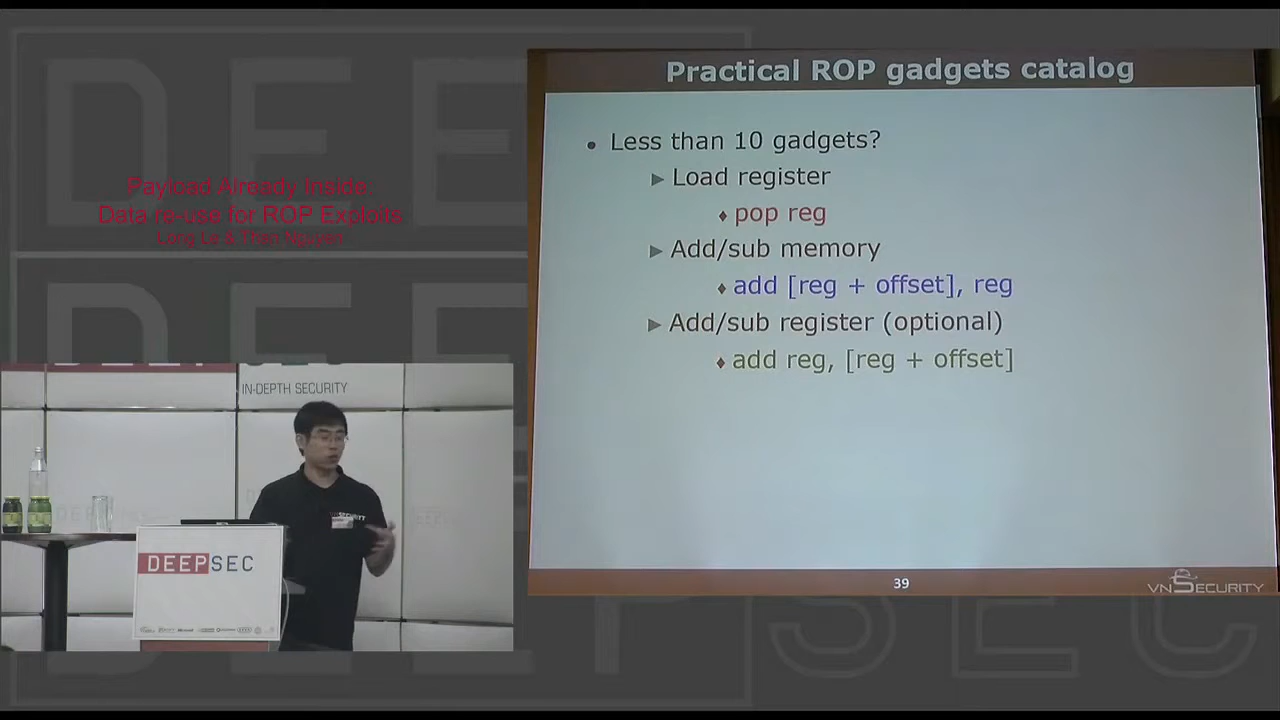 Payload Already Inside:
Data re-use for ROP Exploits
Long Le & Thanh Nguyen
IN-DEPTH SECURITY
VNSECURITY
DEEPSEC
Practical ROP gadgets catalog
• Less than 10 gadgets?
► Load register
♦ pop reg
► Add/sub memory
♦ add [reg + offset], reg
► Add/sub register (optional)
♦ add reg, [reg + offset]
39
VNSECURITY